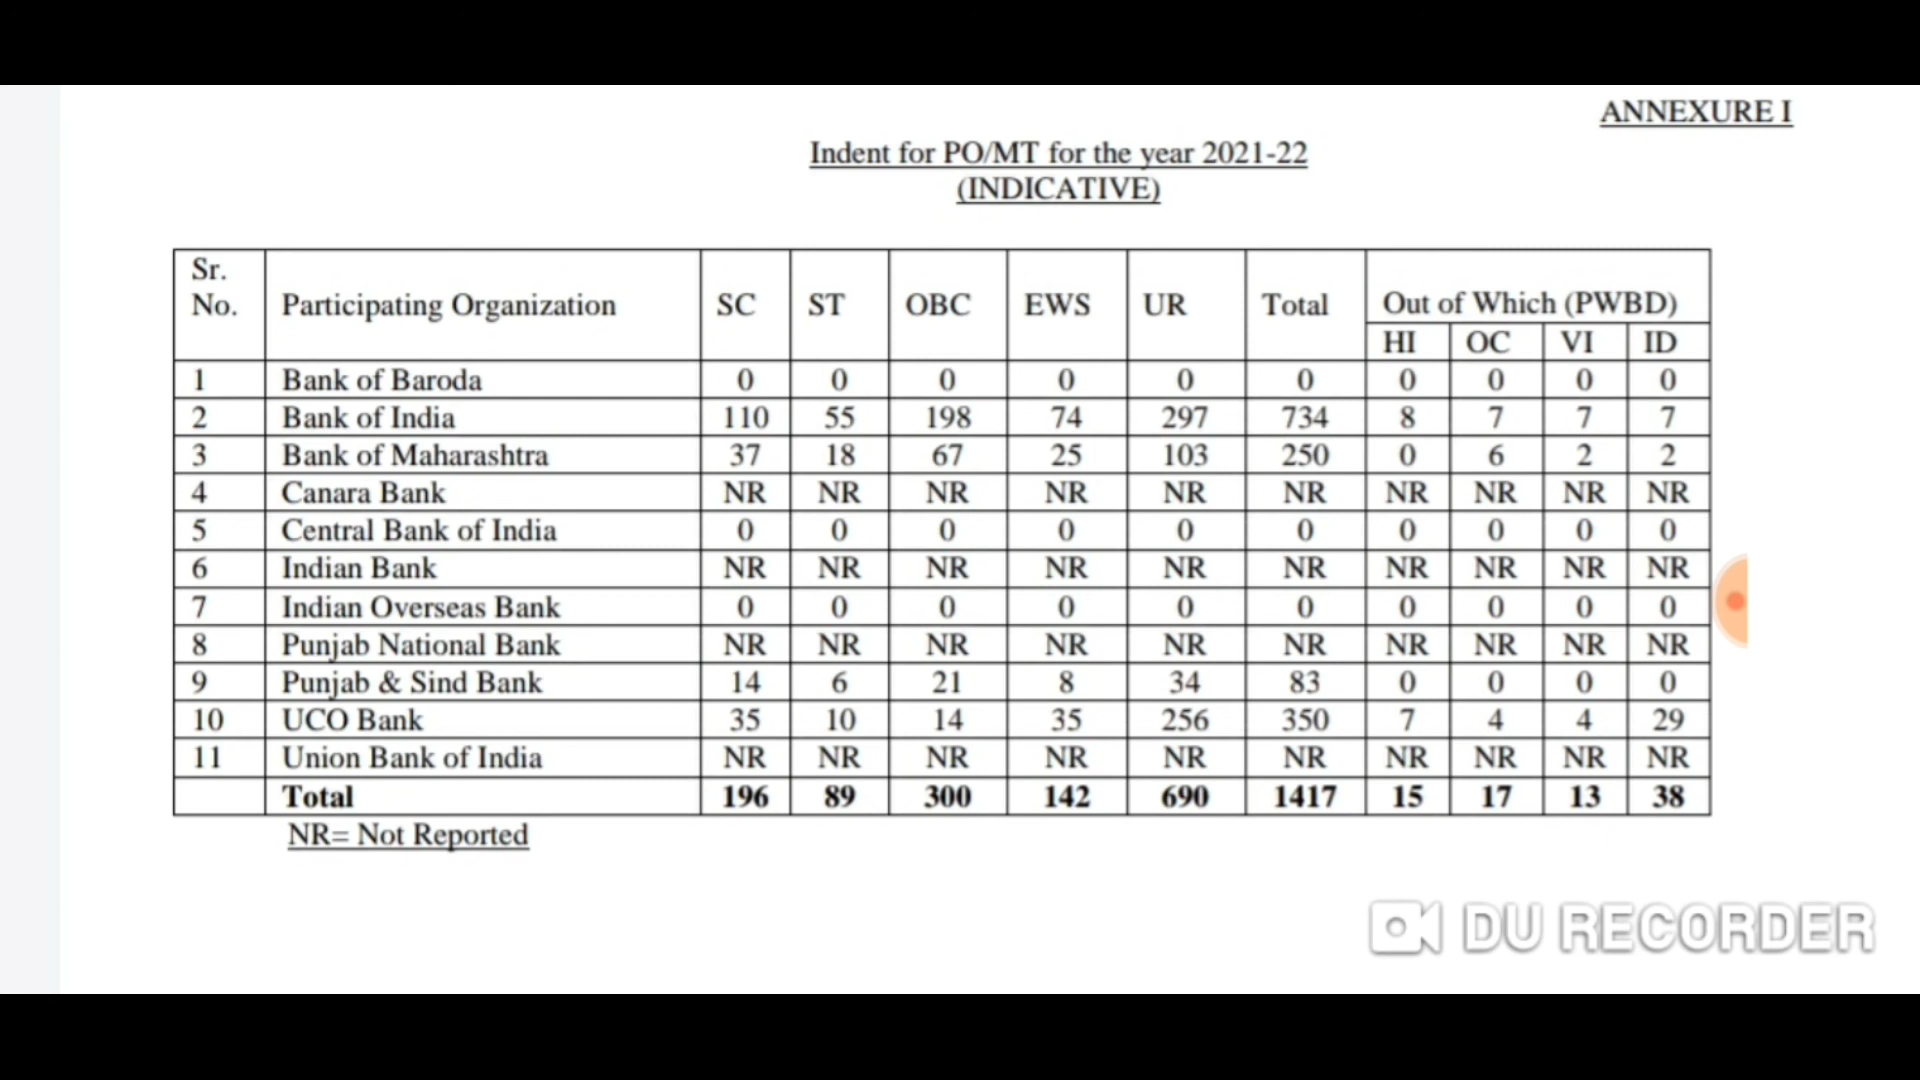 ANNEXURE I
Indent for PO/MT for the year 2021-22
(INDICATIVE)
Sr. No. Participating Organization SC ST OBC EWS UR Total Out of Which (PWBD)
HI OC VI ID
1 Bank of Baroda 0 0 0 0 0 0 0 0 0 0
2 Bank of India 110 55 198 74 297 734 8 7 7 7
3 Bank of Maharashtra 37 18 67 25 103 250 0 6 2 2
4 Canara Bank NR NR NR NR NR NR NR NR NR NR
5 Central Bank of India 0 0 0 0 0 0 0 0 0 0
6 Indian Bank NR NR NR NR NR NR NR NR NR NR
7 Indian Overseas Bank 0 0 0 0 0 0 0 0 0 0
8 Punjab National Bank NR NR NR NR NR NR NR NR NR NR
9 Punjab & Sind Bank 14 6 21 8 34 83 0 0 0 0
10 UCO Bank 35 10 14 35 256 350 7 4 4 29
11 Union Bank of India NR NR NR NR NR NR NR NR NR NR
Total 196 89 300 142 690 1417 15 17 13 38
NR= Not Reported
DU RECORDER